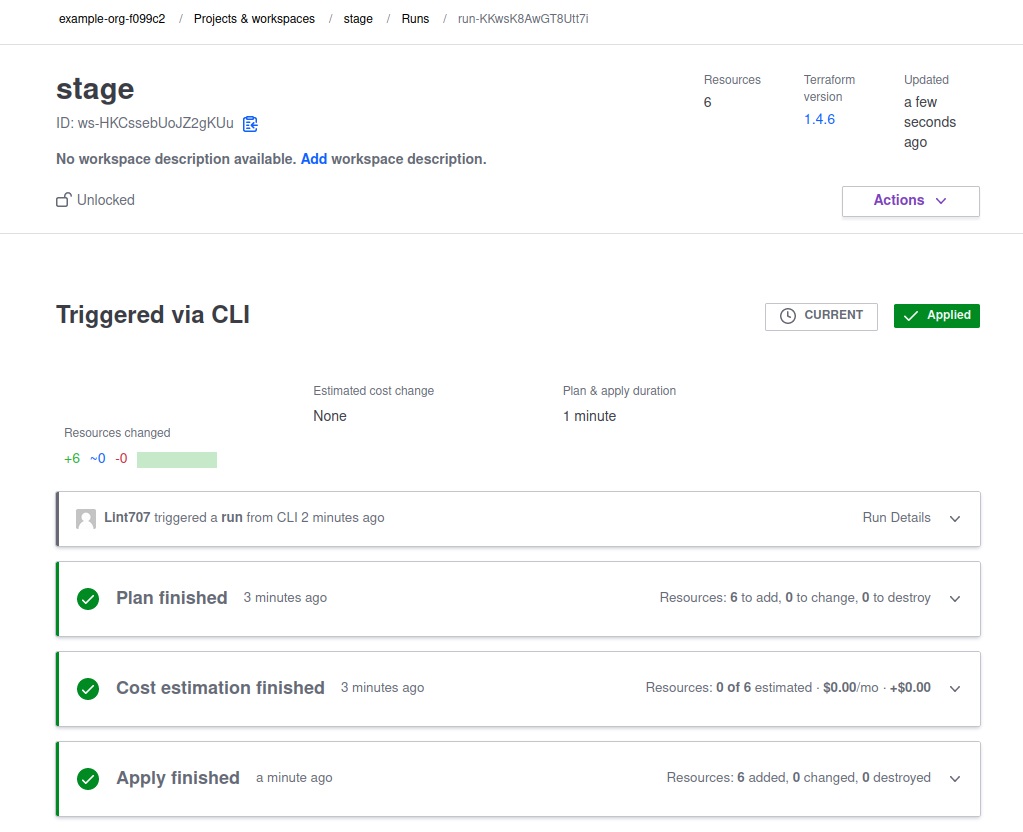 example-org-f099c2 / Projects & workspaces / stage / Runs / run-KKwsK8AwGT8Utt7i
stage
ID: ws-HKCssebUoJZ2gKUu
No workspace description available. Add workspace description.
Unlocked
Resources
6
Terraform
version
1.4.6
Updated
a few
seconds
ago
Actions
Triggered via CLI
CURRENT
Applied
Estimated cost change
None
Plan & apply duration
1 minute
Resources changed
+6 ~0 -0
Lint707 triggered a run from CLI 2 minutes ago
Run Details
Plan finished 3 minutes ago
Resources: 6 to add, 0 to change, 0 to destroy
Cost estimation finished 3 minutes ago
Resources: 0 of 6 estimated · $0.00/mo · +$0.00
Apply finished a minute ago
Resources: 6 added, 0 changed, 0 destroyed